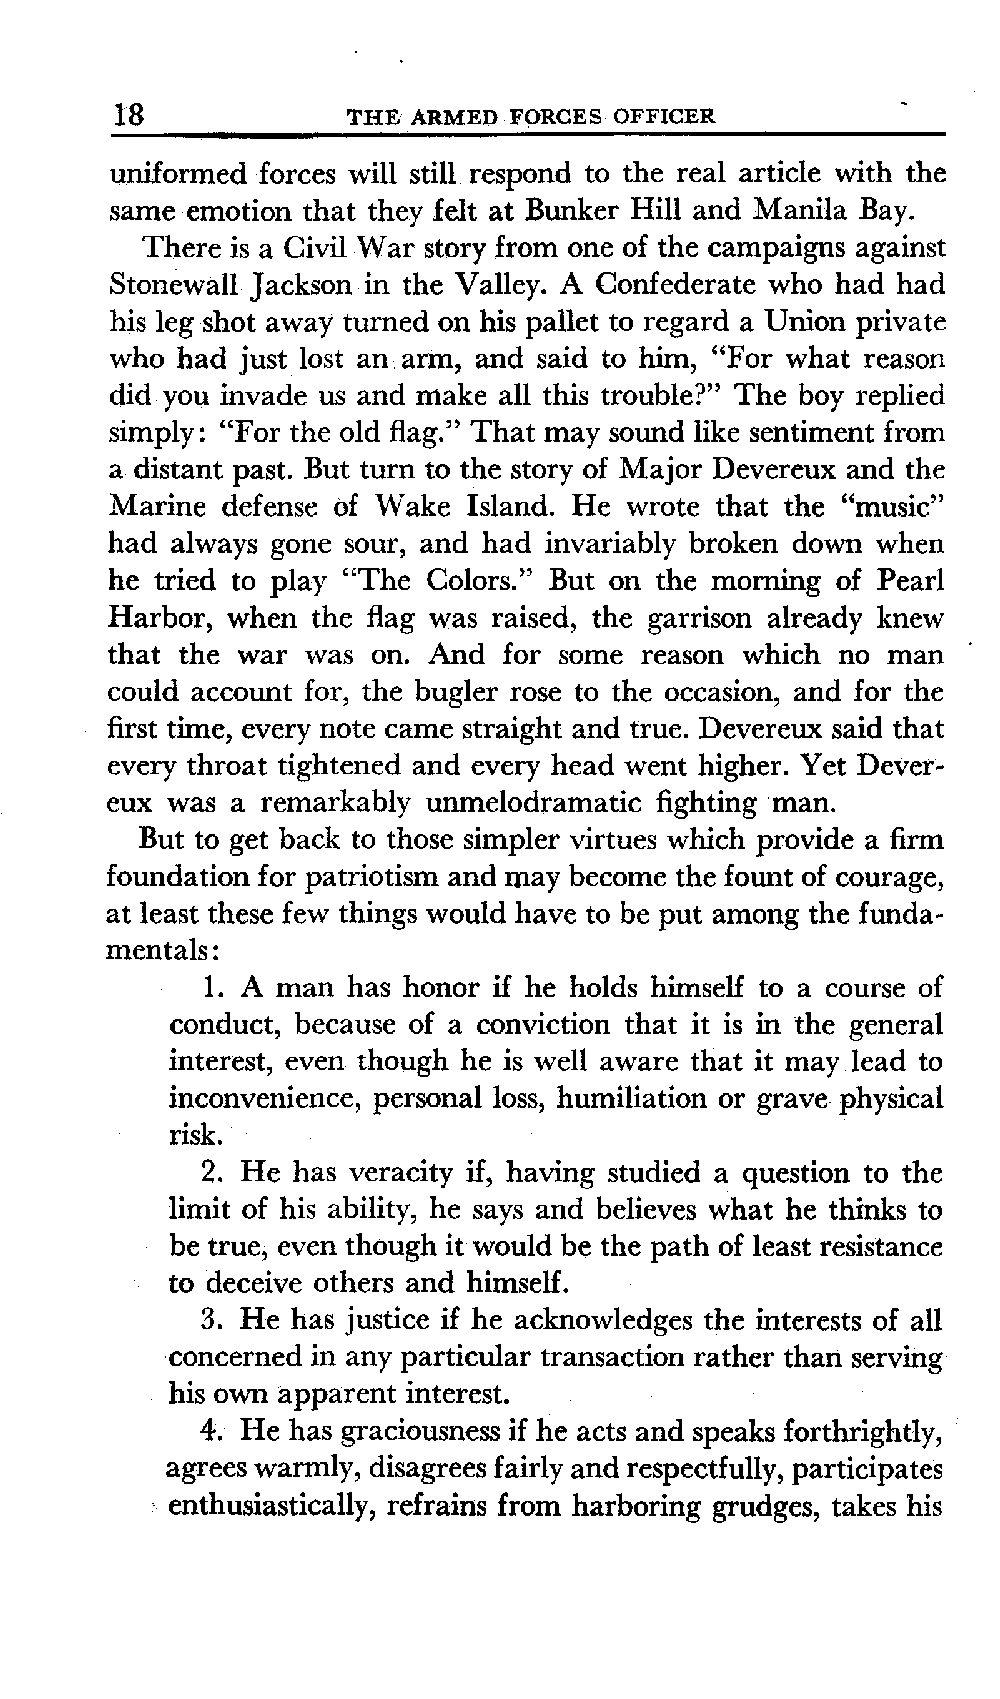 18 THE ARMED FORCES OFFICER
uniformed forces will still respond to the real article with the
same emotion that they felt at Bunker Hill and Manila Bay.
There is a Civil War story from one of the campaigns against
Stonewall Jackson in the Valley. A Confederate who had had
his leg shot away turned on his pallet to regard a Union private
who had just lost an arm, and said to him, “For what reason
did you invade us and make all this trouble?” The boy replied
simply: “For the old flag.” That may sound like sentiment from
a distant past. But turn to the story of Major Devereux and the
Marine defense of Wake Island. He wrote that the “music”
had always gone sour, and had invariably broken down when
he tried to play “The Colors.” But on the morning of Pearl
Harbor, when the flag was raised, the garrison already knew
that the war was on. And for some reason which no man
could account for, the bugler rose to the occasion, and for the
first time, every note came straight and true. Devereux said that
every throat tightened and every head went higher. Yet Dever-
eux was a remarkably unmelodramatic fighting man.
But to get back to those simpler virtues which provide a firm
foundation for patriotism and may become the fount of courage,
at least these few things would have to be put among the funda-
mentals:
1. A man has honor if he holds himself to a course of
conduct, because of a conviction that it is in the general
interest, even though he is well aware that it may lead to
inconvenience, personal loss, humiliation or grave physical
risk.
2. He has veracity if, having studied a question to the
limit of his ability, he says and believes what he thinks to
be true, even though it would be the path of least resistance
to deceive others and himself.
3. He has justice if he acknowledges the interests of all
concerned in any particular transaction rather than serving
his own apparent interest.
4. He has graciousness if he acts and speaks forthrightly,
agrees warmly, disagrees fairly and respectfully, participates
enthusiastically, refrains from harboring grudges, takes his